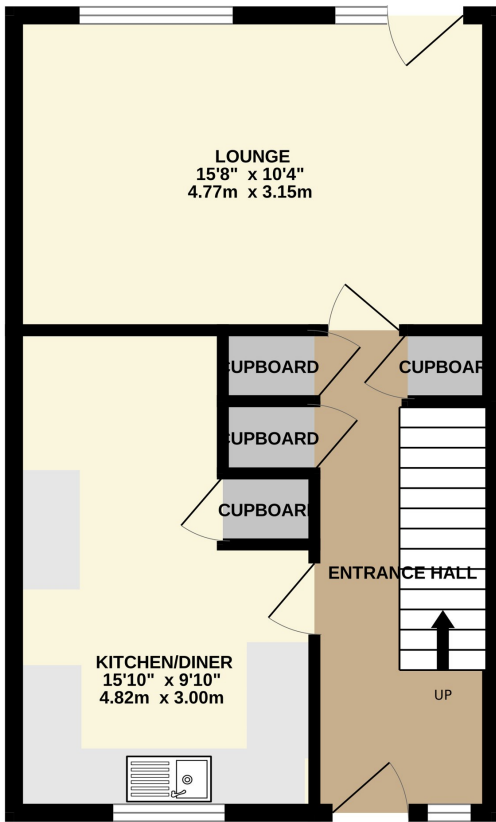 LOUNGE
15'8" x 10'4"
4.77m x 3.15m
CUPBOARD
CUPBOAR
CUPBOARD
CUPBOARD
ENTRANCE HALL
KITCHEN/DINER
15'10" x 9'10"
4.82m x 3.00m
UP